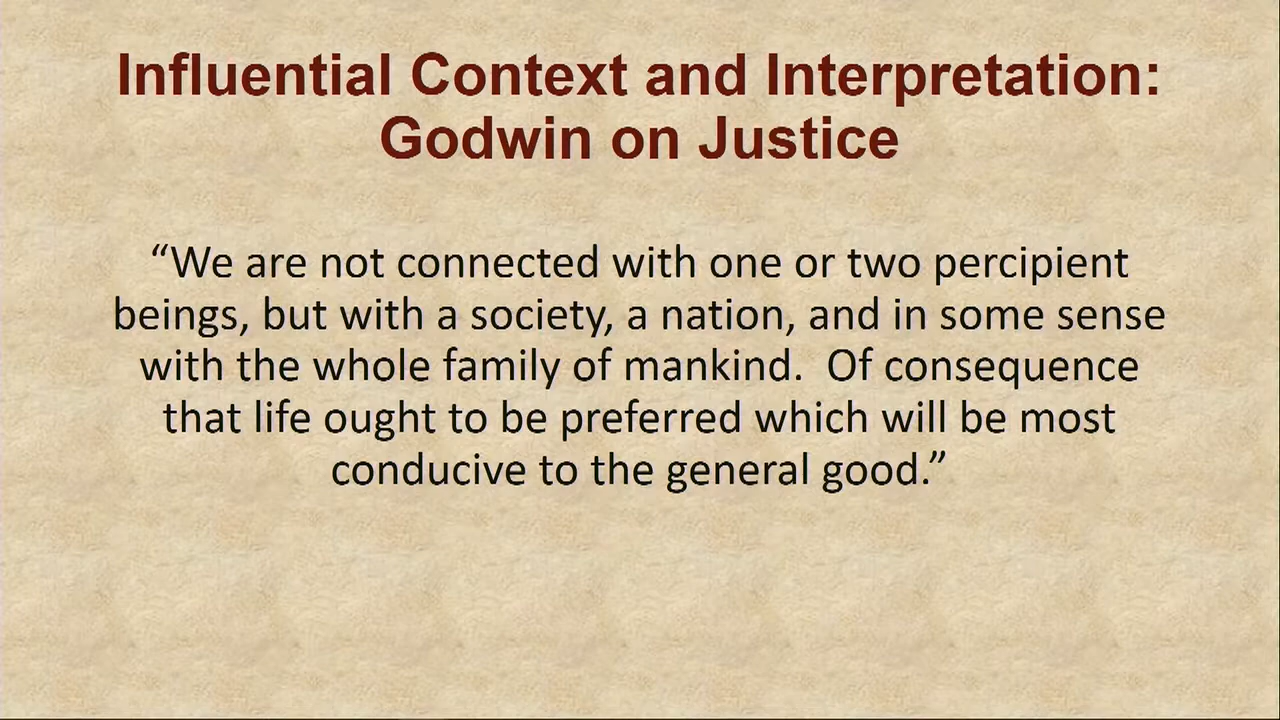 Influential Context and Interpretation:
Godwin on Justice
“We are not connected with one or two percipient
beings, but with a society, a nation, and in some sense
with the whole family of mankind.  Of consequence
that life ought to be preferred which will be most
conducive to the general good.”